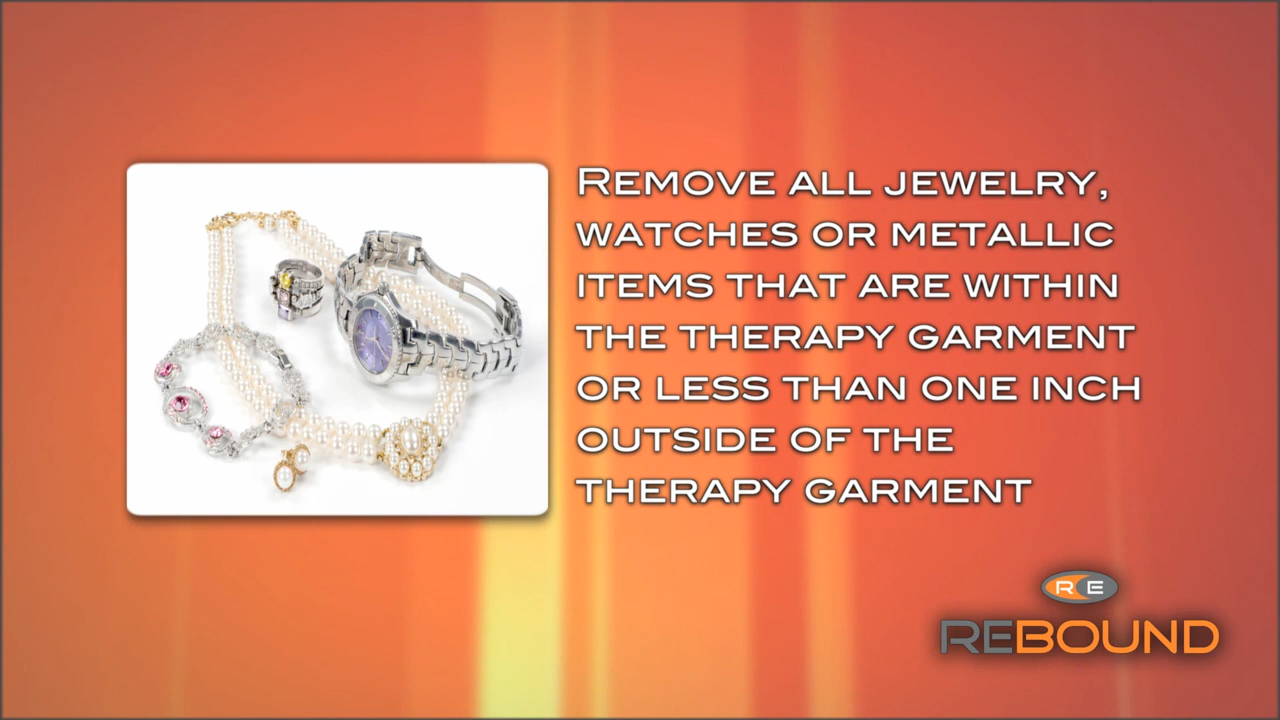 Remove all jewelry,
watches or metallic
items that are within
the therapy garment
or less than one inch
outside of the
therapy garment
RE
REBOUND